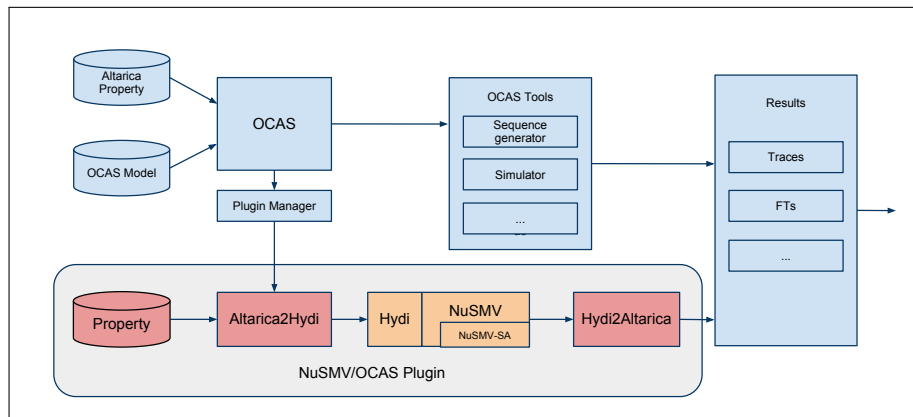 Altarica
Property
OCAS Model
OCAS
Plugin Manager
OCAS Tools
Sequence
generator
Simulator
...
Results
Traces
FTs
...
Property
Altarica2Hydi
Hydi
NuSMV
NuSMV-SA
Hydi2Altarica
NuSMV/OCAS Plugin